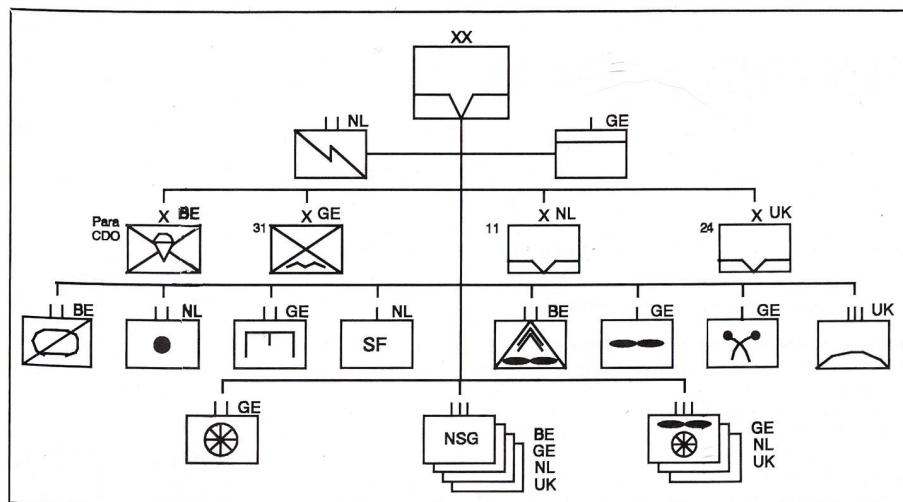 XX
NL
GE
Para CDO X BE
31 X GE
11 X NL
24 X UK
BE
NL
GE
NL
BE
GE
GE
UK
SF
GE
NSG
BE
GE
NL
UK
GE
NL
UK